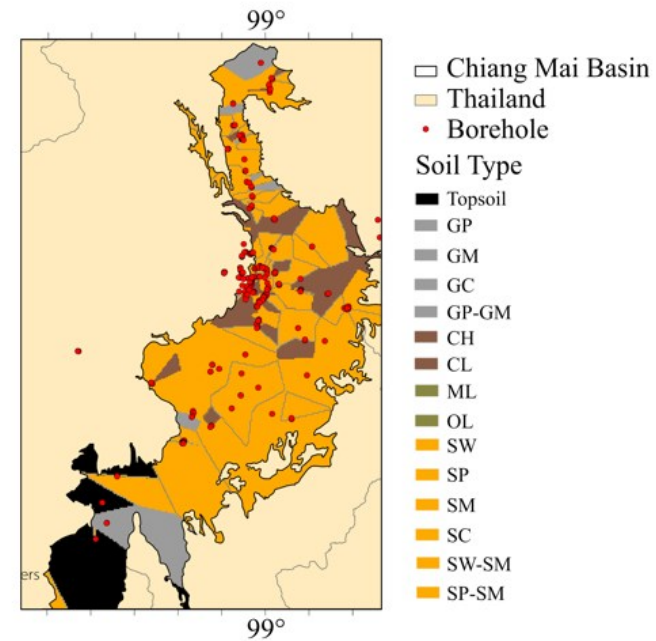 99°
Chiang Mai Basin
Thailand
Borehole
Soil Type
Topsoil
GP
GM
GC
GP-GM
CH
CL
ML
OL
SW
SP
SM
SC
SW-SM
SP-SM
ers
99°